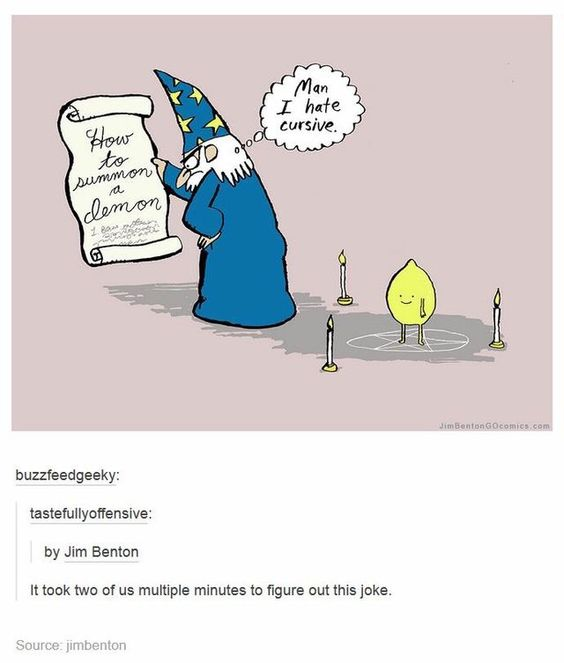 How
to
summon
a
demon
Man
I hate
cursive.
JimBentonGOcomics.com
buzzfeedgeeky:
tastefullyoffensive:
by Jim Benton
It took two of us multiple minutes to figure out this joke.
Source: jimbenton